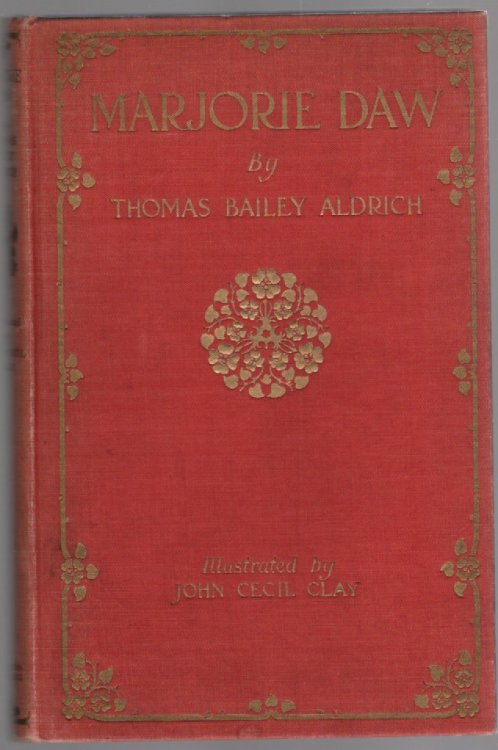 MARJORIE DAW
By
THOMAS BAILEY ALDRICH
Illustrated by
JOHN CECIL CLAY